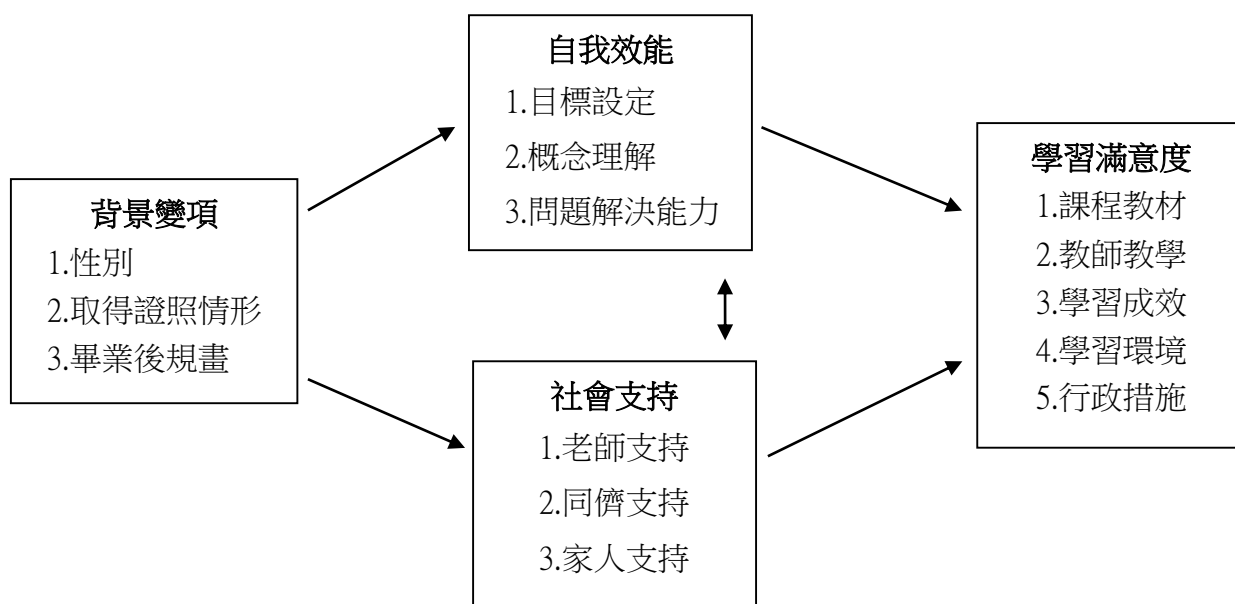 背景變項
1.性別
2.取得證照情形
3.畢業後規畫
自我效能
1.目標設定
2.概念理解
3.問題解決能力
社會支持
1.老師支持
2.同儕支持
3.家人支持
學習滿意度
1.課程教材
2.教師教學
3.學習成效
4.學習環境
5.行政措施